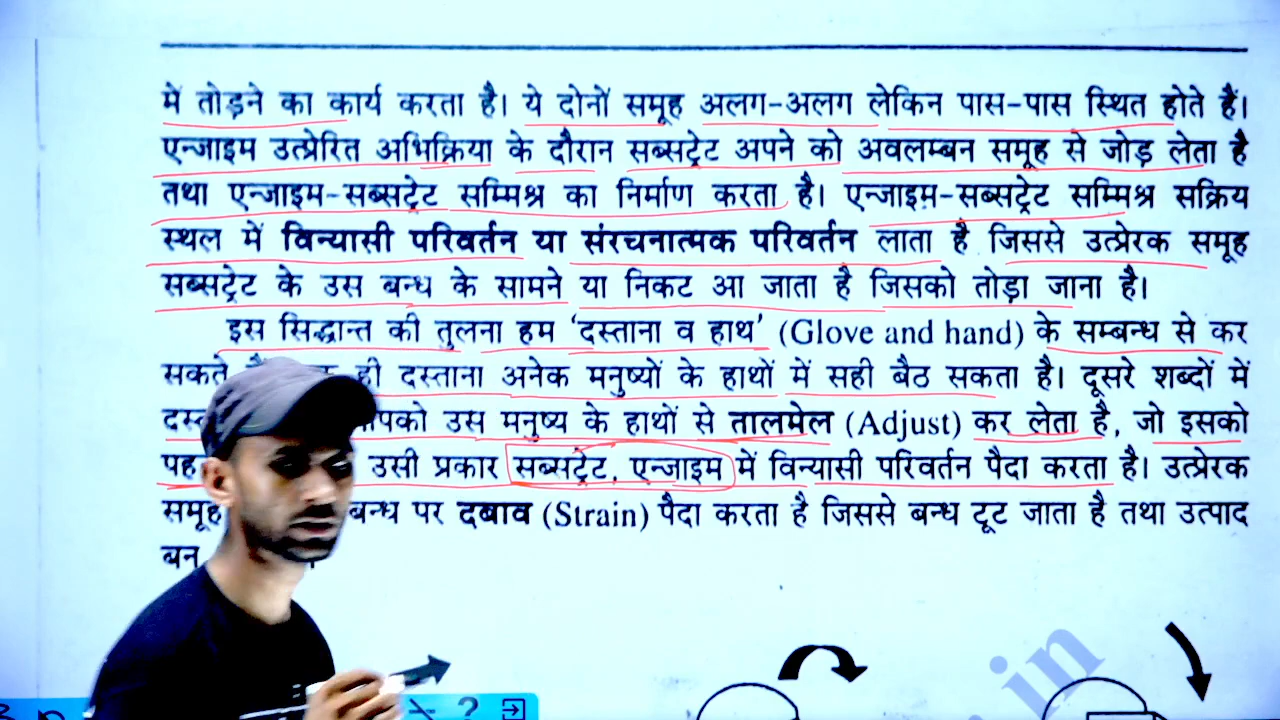 में तोड़ने का कार्य करता है। ये दोनों समूह अलग-अलग लेकिन पास-पास स्थित होते हैं।
एन्जाइम उत्प्रेरित अभिक्रिया के दौरान सब्सट्रेट अपने को अवलम्बन समूह से जोड़ लेता है
तथा एन्जाइम-सब्सट्रेट सम्मिश्र का निर्माण करता है। एन्जाइम-सब्सट्रेट सम्मिश्र सक्रिय
स्थल में विन्यासी परिवर्तन या संरचनात्मक परिवर्तन लाता है जिससे उत्प्रेरक समूह
सब्सट्रेट के उस बन्ध के सामने या निकट आ जाता है जिसको तोड़ा जाना है।
इस सिद्धान्त की तुलना हम 'दस्ताना व हाथ' (Glove and hand) के सम्बन्ध से कर
सकते ही दस्ताना अनेक मनुष्यों के हाथों में सही बैठ सकता है। दूसरे शब्दों में
उस मनुष्य के हाथों से तालमेल (Adjust) कर लेता है, जो इसको
उसी प्रकार सब्सट्रेट, एन्जाइम में विन्यासी परिवर्तन पैदा करता है। उत्प्रेरक
समूह बन्ध पर दबाव (Strain) पैदा करता है जिससे बन्ध टूट जाता है तथा उत्पाद
बन
in
?